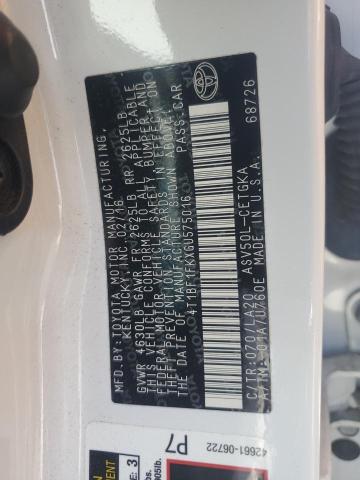 MFD.BY:TOYOTA MOTOR MANUFACTURING,
KENTUCKY,INC. 02/16
GVWR 4630LB GAWR FR 2625LB RR 2625LB
THIS VEHICLE CONFORMS TO ALL APPLICABLE
FEDERAL MOTOR VEHICLE SAFETY, BUMPER,AND
THEFT PREVENTION STANDARDS IN EFFECT ON
THE DATE OF MANUFACTURE SHOWN ABOVE.
4T1BF1FKXGU575016 PASS.CAR
C/TR:070/LA20 ASV50L-CETGKA
A/TM:-01A/U760E MADE IN U.S.A.
68726
42661-06722
P7